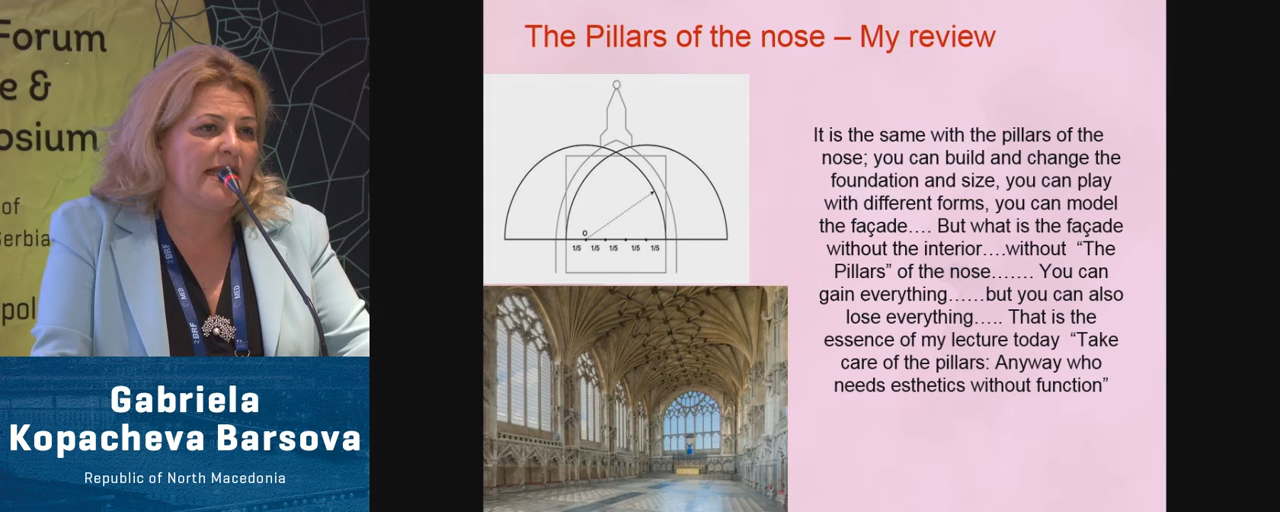 Forum
e &
osium
of
Serbia
pol
BRF
MED
BRF
Gabriela
Kopacheva Barsova
Republic of North Macedonia
The Pillars of the nose – My review
O
1/5 1/5 1/5 1/5 1/5
It is the same with the pillars of the
nose; you can build and change the
foundation and size, you can play
with different forms, you can model
the façade…. But what is the façade
without the interior….without “The
Pillars” of the nose……. You can
gain everything……but you can also
lose everything….. That is the
essence of my lecture today “Take
care of the pillars: Anyway who
needs esthetics without function”